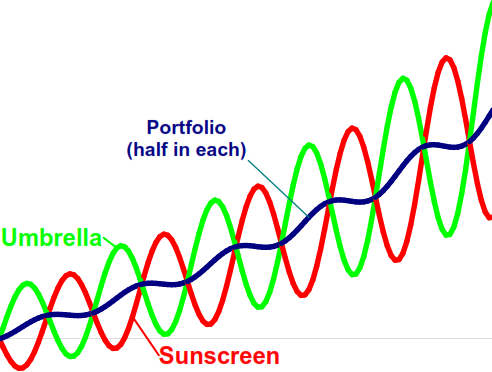 Portfolio
(half in each)
Umbrella
Sunscreen